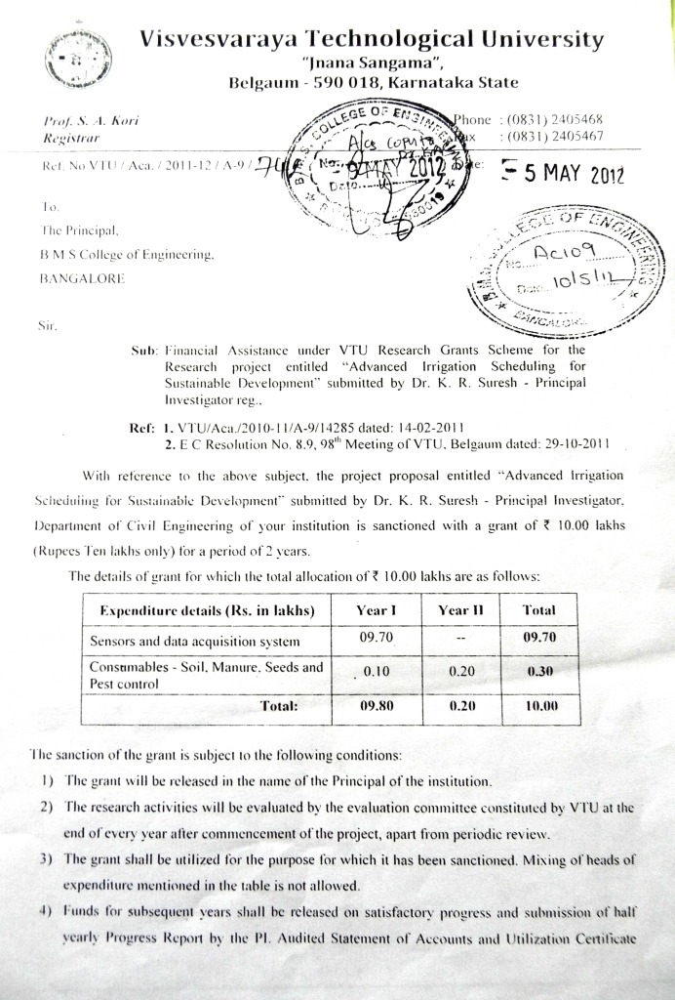 Visvesvaraya Technological University
"Jnana Sangama",
Belgaum - 590 018, Karnataka State
Prof. S. A. Kori
Registrar
Phone : (0831) 2405468
Fax : (0831) 2405467
Ref. No VTU / Aca. / 2011-12 / A-9 /
- 5 MAY 2012
B.M.S. COLLEGE OF ENGINEERING
No.
9 MAY 2012
Date
To.
The Principal,
B M S College of Engineering,
BANGALORE
B.M.S. COLLEGE OF ENGINEERING
No. AC109
Date 10/5/12
BANGALORE
Sir,
Sub: Financial Assistance under VTU Research Grants Scheme for the
Research project entitled "Advanced Irrigation Scheduling for
Sustainable Development" submitted by Dr. K. R. Suresh - Principal
Investigator reg..
Ref: 1. VTU/Aca./2010-11/A-9/14285 dated: 14-02-2011
2. E C Resolution No. 8.9, 98th Meeting of VTU, Belgaum dated: 29-10-2011
With reference to the above subject, the project proposal entitled "Advanced Irrigation
Scheduling for Sustainable Development" submitted by Dr. K. R. Suresh - Principal Investigator,
Department of Civil Engineering of your institution is sanctioned with a grant of ₹ 10.00 lakhs
(Rupees Ten lakhs only) for a period of 2 years.
The details of grant for which the total allocation of ₹ 10.00 lakhs are as follows:
Expenditure details (Rs. in lakhs) Year I Year II Total
Sensors and data acquisition system 09.70 -- 09.70
Consumables - Soil, Manure, Seeds and
Pest control 0.10 0.20 0.30
Total: 09.80 0.20 10.00
The sanction of the grant is subject to the following conditions:
1) The grant will be released in the name of the Principal of the institution.
2) The research activities will be evaluated by the evaluation committee constituted by VTU at the
end of every year after commencement of the project, apart from periodic review.
3) The grant shall be utilized for the purpose for which it has been sanctioned. Mixing of heads of
expenditure mentioned in the table is not allowed.
4) Funds for subsequent years shall be released on satisfactory progress and submission of half
yearly Progress Report by the PI. Audited Statement of Accounts and Utilization Certificate